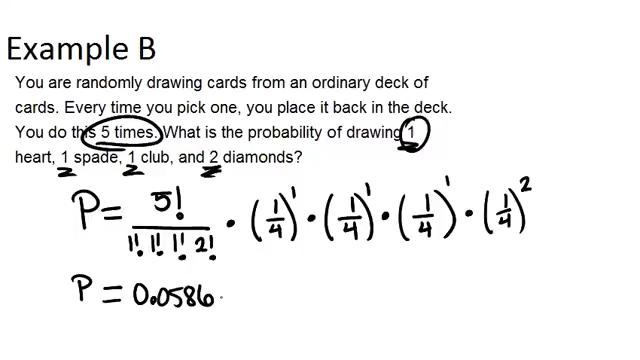 Example B
You are randomly drawing cards from an ordinary deck of
cards. Every time you pick one, you place it back in the deck.
You do this 5 times. What is the probability of drawing 1
heart, 1 spade, 1 club, and 2 diamonds?
P = 5! / 1! 1! 1! 2! · (1/4)^1 · (1/4)^1 · (1/4)^1 · (1/4)^2
P = 0.0586